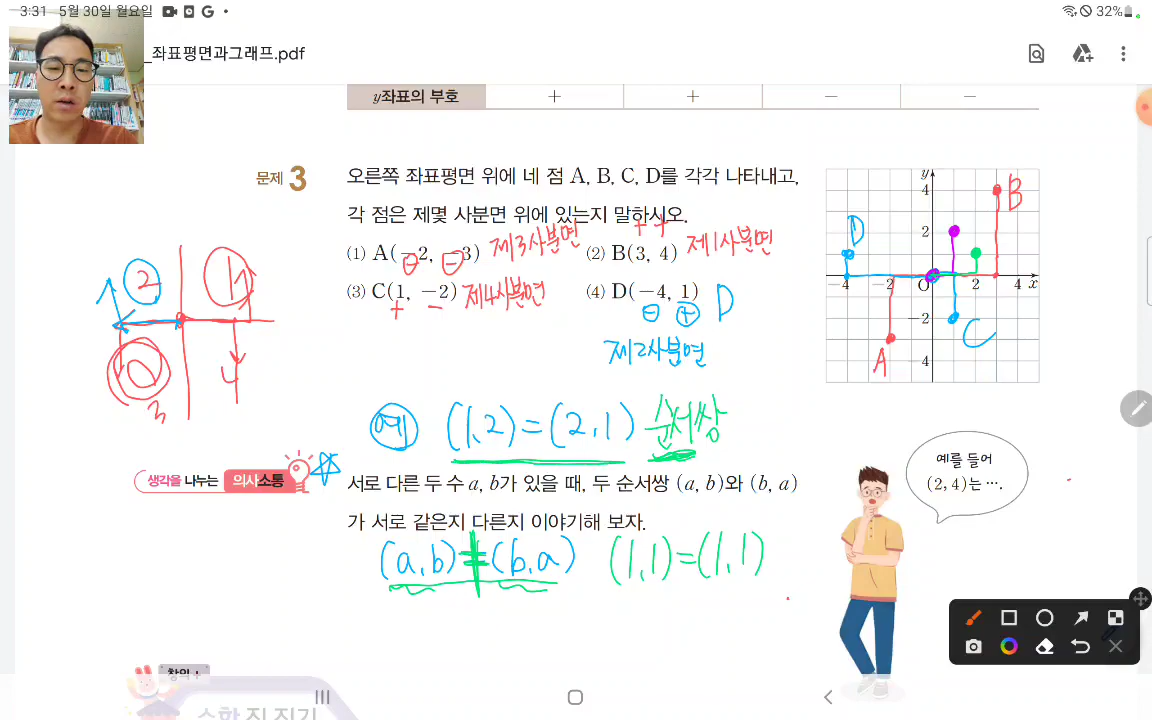 3:31 5월 30일 월요일 G •
32%
_좌표평면과그래프.pdf
y좌표의 부호 + + − −
문제 3 오른쪽 좌표평면 위에 네 점 A, B, C, D를 각각 나타내고,
각 점은 제몇 사분면 위에 있는지 말하시오.
(1) A(−2, −3) 제3사분면 (2) B(3, 4) 제1사분면
− − + +
(3) C(1, −2) 제4사분면 (4) D(−4, 1) D
+ − − +
제2사분면
2 1
3 4
y
4 B
D 2
−4 −2 O 2 4 x
−2 C
A 4
예 (1,2)=(2,1) 순서쌍
생각을 나누는 의사소통
서로 다른 두 수 a, b가 있을 때, 두 순서쌍 (a, b)와 (b, a)
가 서로 같은지 다른지 이야기해 보자.
(a,b)≠(b,a) (1,1)=(1,1)
예를 들어
(2, 4)는 ….
창의+
수학 진 진기